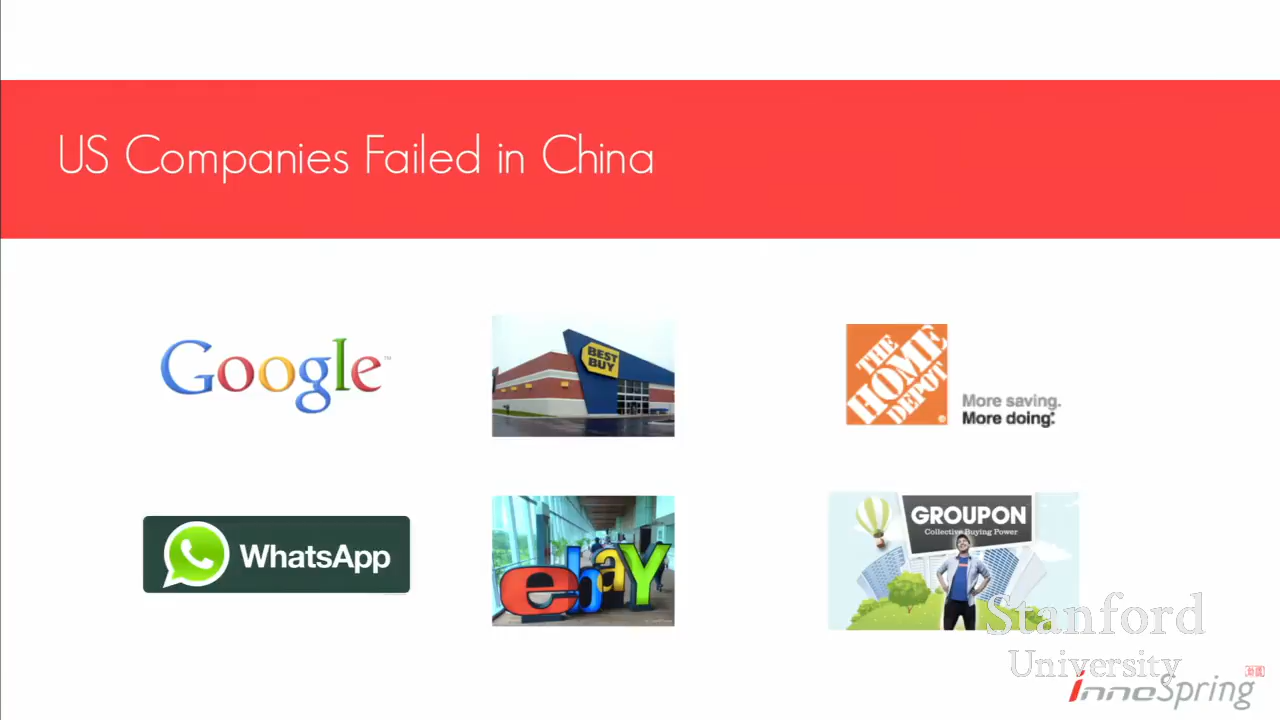 US Companies Failed in China
Google™
BEST
BUY
THE
HOME
DEPOT
More saving.
More doing.
WhatsApp
ebay
GROUPON
Collective Buying Power
Stanford
University
InnoSpring